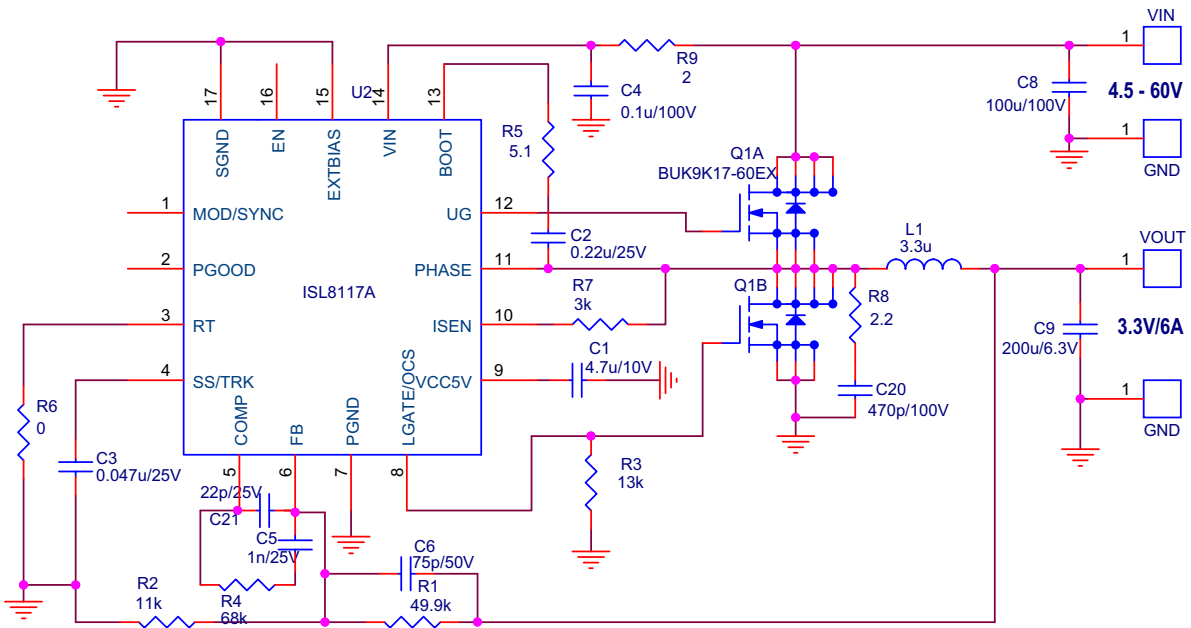 VIN
1
4.5 - 60V
1
GND
C8
100u/100V
R9
2
C4
0.1u/100V
17
16
15
U2
14
13
SGND
EN
EXTBIAS
VIN
BOOT
R5
5.1
Q1A
BUK9K17-60EX
1
MOD/SYNC
UG
12
C2
0.22u/25V
L1
3.3u
VOUT
1
2
PGOOD
PHASE
11
ISL8117A
R7
3k
Q1B
R8
2.2
3
RT
ISEN
10
C9
200u/6.3V
3.3V/6A
C1
4.7u/10V
4
SS/TRK
VCC5V
9
C20
470p/100V
1
GND
R6
0
COMP
FB
PGND
LGATE/OCS
C3
0.047u/25V
5
6
7
8
R3
13k
22p/25V
C21
C5
1n/25V
C6
75p/50V
R2
11k
R4
68k
R1
49.9k